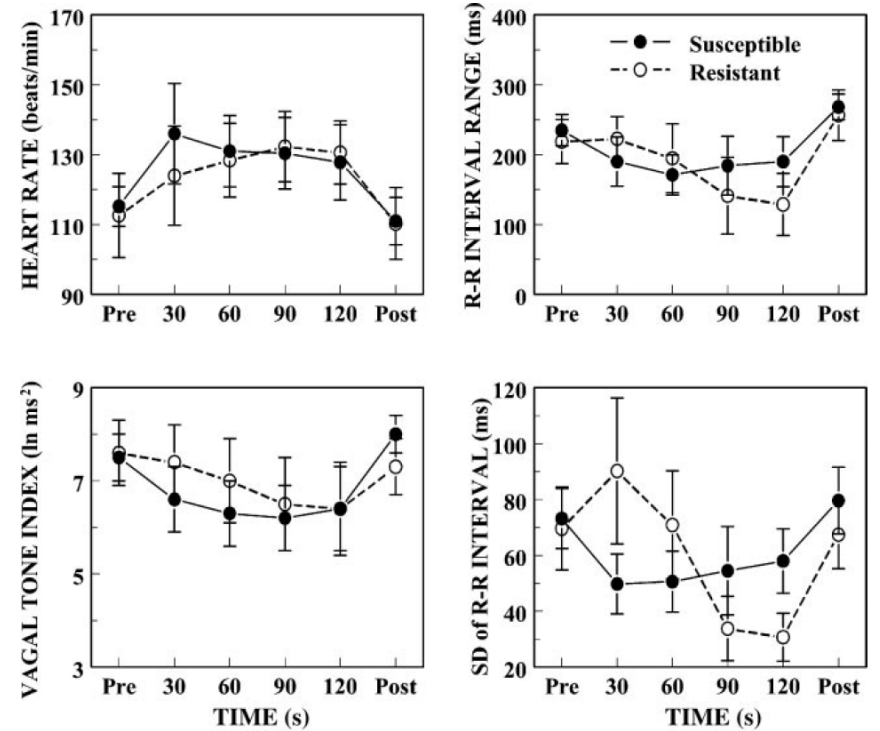 HEART RATE (beats/min)
170
150
130
110
90
Pre 30 60 90 120 Post
R-R INTERVAL RANGE (ms)
400
300
200
100
0
Susceptible
Resistant
Pre 30 60 90 120 Post
VAGAL TONE INDEX (ln ms²)
9
7
5
3
Pre 30 60 90 120 Post
TIME (s)
SD of R-R INTERVAL (ms)
120
100
80
60
40
20
Pre 30 60 90 120 Post
TIME (s)